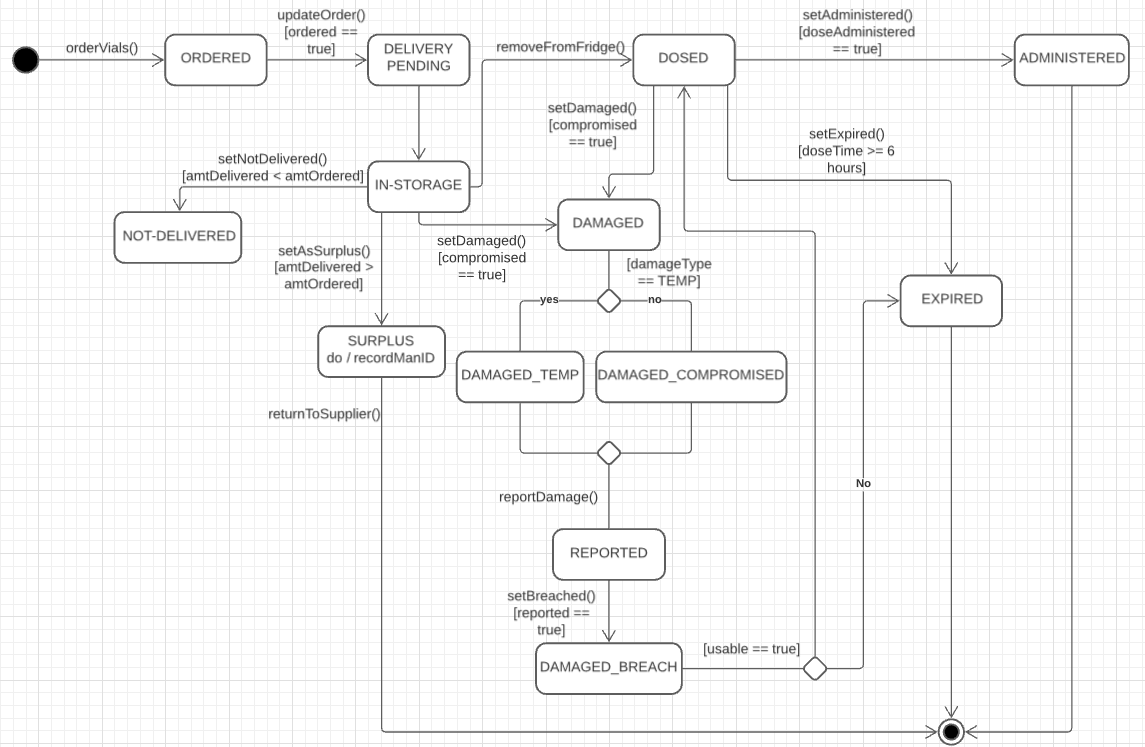 orderVials()
ORDERED
updateOrder()
[ordered ==
true]
DELIVERY
PENDING
removeFromFridge()
DOSED
setAdministered()
[doseAdministered
== true]
ADMINISTERED
setDamaged()
[compromised
== true]
setExpired()
[doseTime >= 6
hours]
setNotDelivered()
[amtDelivered < amtOrdered]
IN-STORAGE
NOT-DELIVERED
DAMAGED
setAsSurplus()
[amtDelivered >
amtOrdered]
setDamaged()
[compromised
== true]
[damageType
== TEMP]
yes
no
EXPIRED
SURPLUS
do / recordManID
DAMAGED_TEMP
DAMAGED_COMPROMISED
returnToSupplier()
No
reportDamage()
REPORTED
setBreached()
[reported ==
true]
DAMAGED_BREACH
[usable == true]